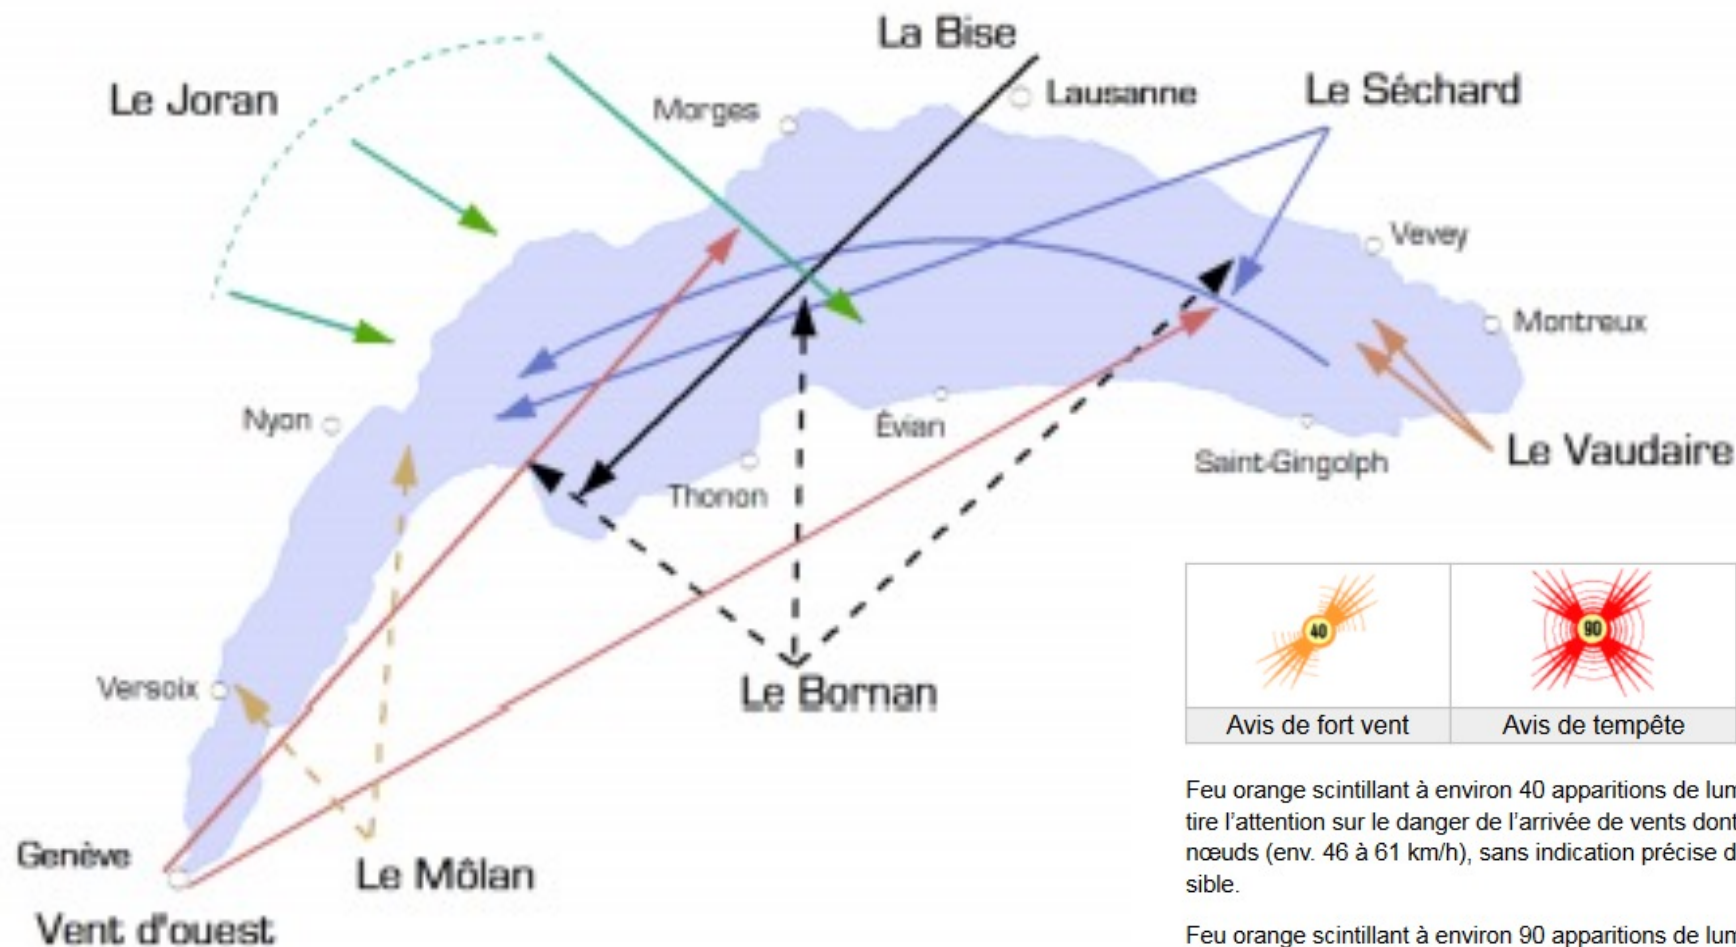 La Bise
Le Joran
Morges
Lausanne
Le Séchard
Vevey
Montreux
Nyon
Évian
Saint-Gingolph
Le Vaudaire
Thonon
Versoix
Le Bornan
Genève
Le Môlan
Vent d'ouest
40
90
Avis de fort vent
Avis de tempête
Feu orange scintillant à environ 40 apparitions de lum
tire l'attention sur le danger de l'arrivée de vents dont
nœuds (env. 46 à 61 km/h), sans indication précise d
sible.
Feu orange scintillant à environ 90 apparitions de lum